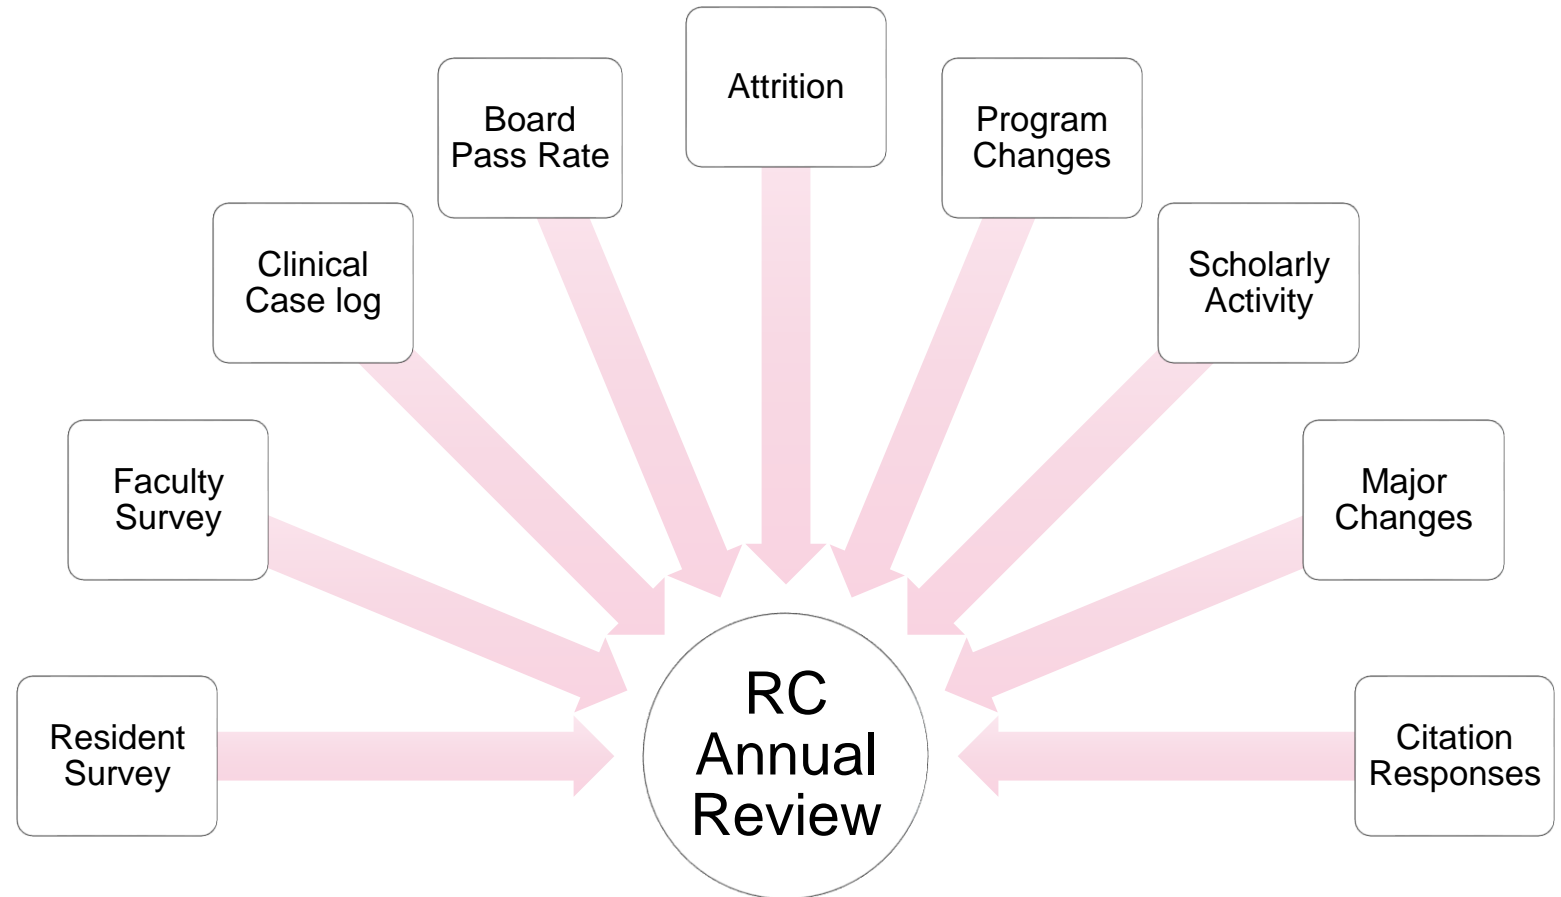 Attrition
Board
Pass Rate
Program
Changes
Clinical
Case log
Scholarly
Activity
Faculty
Survey
Major
Changes
Resident
Survey
RC
Annual
Review
Citation
Responses